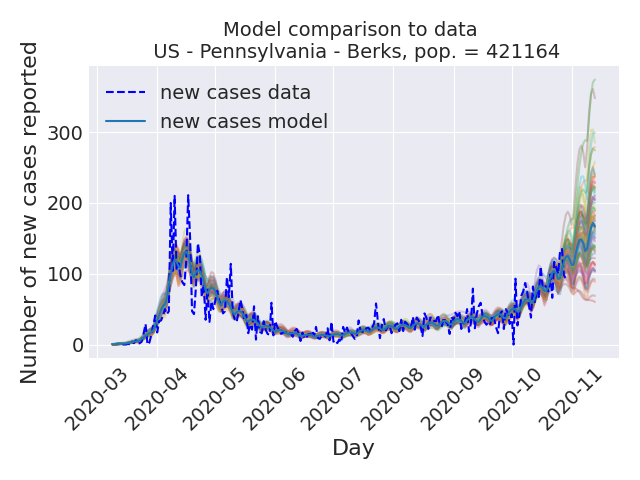 Model comparison to data
US - Pennsylvania - Berks, pop. = 421164
new cases data
new cases model
Number of new cases reported
300
200
100
0
2020-03
2020-04
2020-05
2020-06
2020-07
2020-08
2020-09
2020-10
2020-11
Day